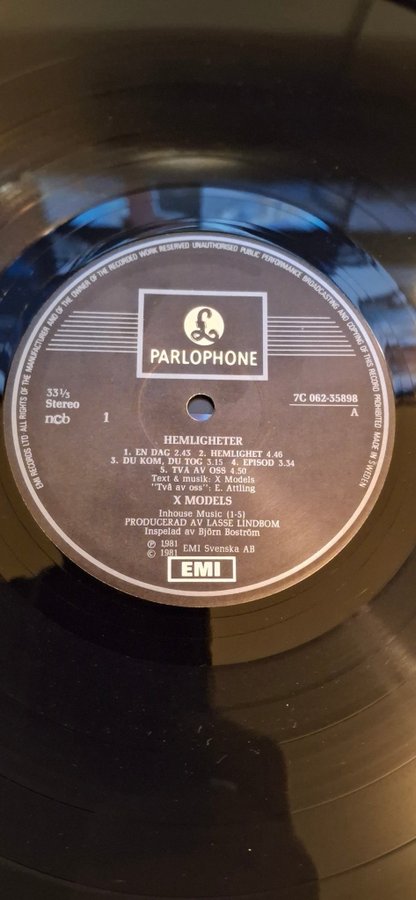 EMI RECORDS LTD ALL RIGHTS OF THE MANUFACTURER AND OF THE OWNER OF THE RECORDED WORK RESERVED UNAUTHORISED PUBLIC PERFORMANCE BROADCASTING AND COPYING OF THIS RECORD PROHIBITED MADE IN SWEDEN
£
PARLOPHONE
33⅓
Stereo
ncb
1
7C 062-35898
A
HEMLIGHETER
1. EN DAG 2.43 2. HEMLIGHET 4.46
3. DU KOM, DU TOG 3.15 4. EPISOD 3.34
5. TVÅ AV OSS 4.50
Text & musik: X Models
"Två av oss": E. Attling
X MODELS
Inhouse Music (1-5)
PRODUCERAD AV LASSE LINDBOM
Inspelad av Björn Boström
℗ 1981
© 1981 EMI Svenska AB
EMI